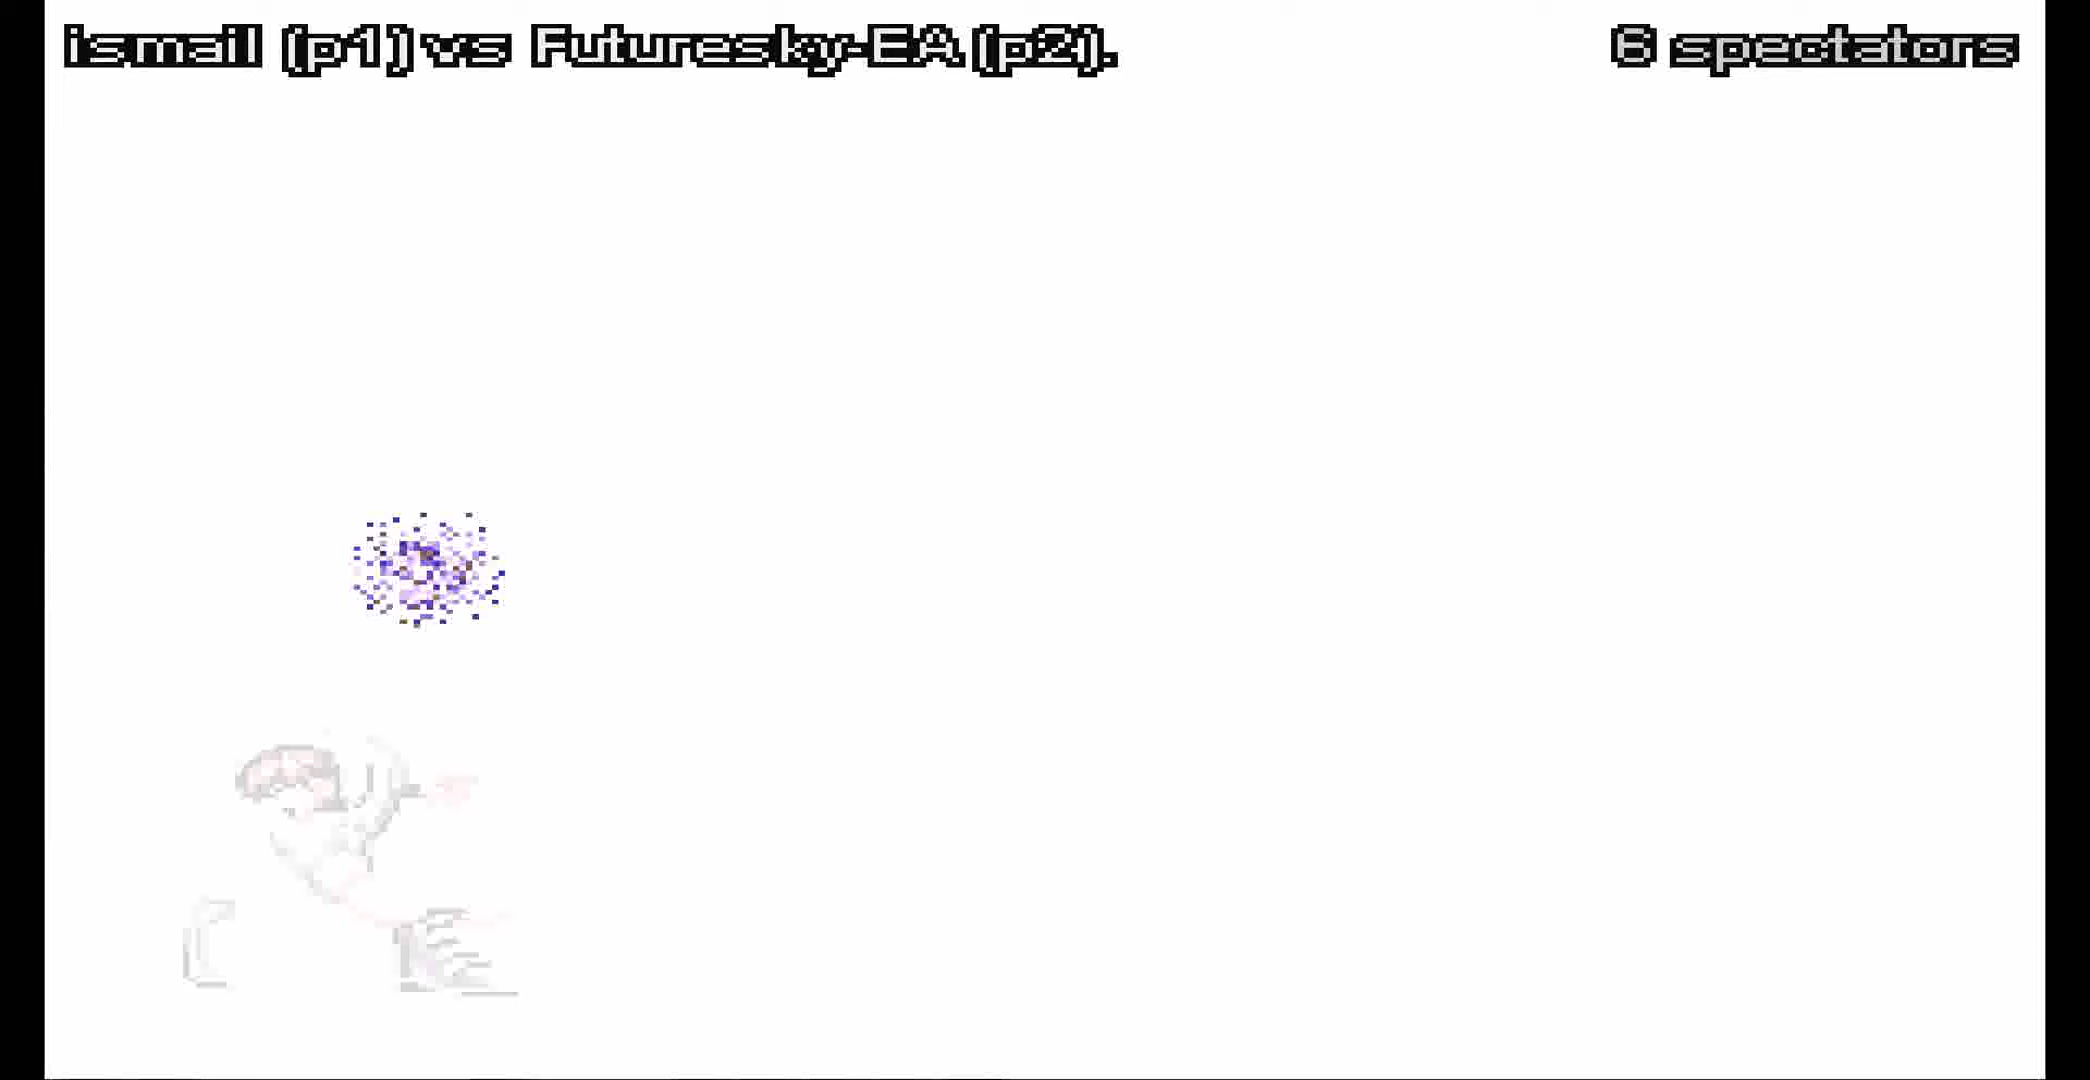 ismail (p1) vs Futuresky-EA (p2).
6 spectators